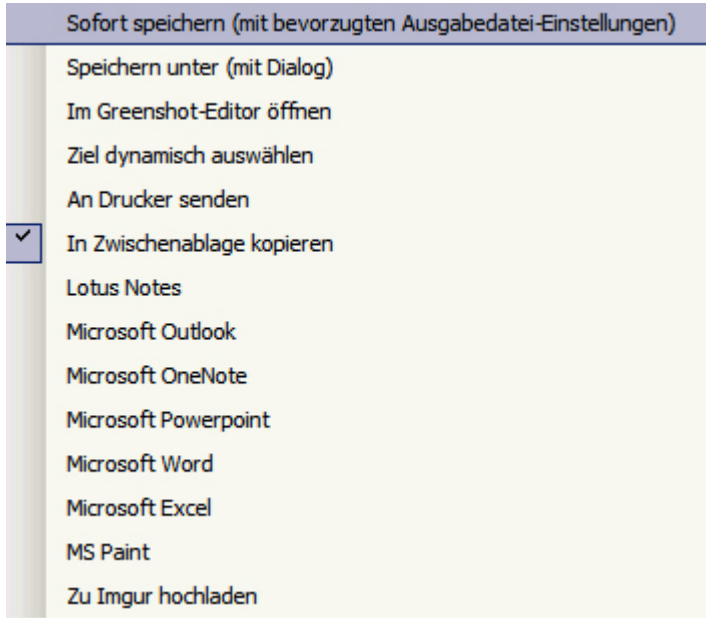 Sofort speichern (mit bevorzugten Ausgabedatei-Einstellungen)
Speichern unter (mit Dialog)
Im Greenshot-Editor öffnen
Ziel dynamisch auswählen
An Drucker senden
In Zwischenablage kopieren
Lotus Notes
Microsoft Outlook
Microsoft OneNote
Microsoft Powerpoint
Microsoft Word
Microsoft Excel
MS Paint
Zu Imgur hochladen